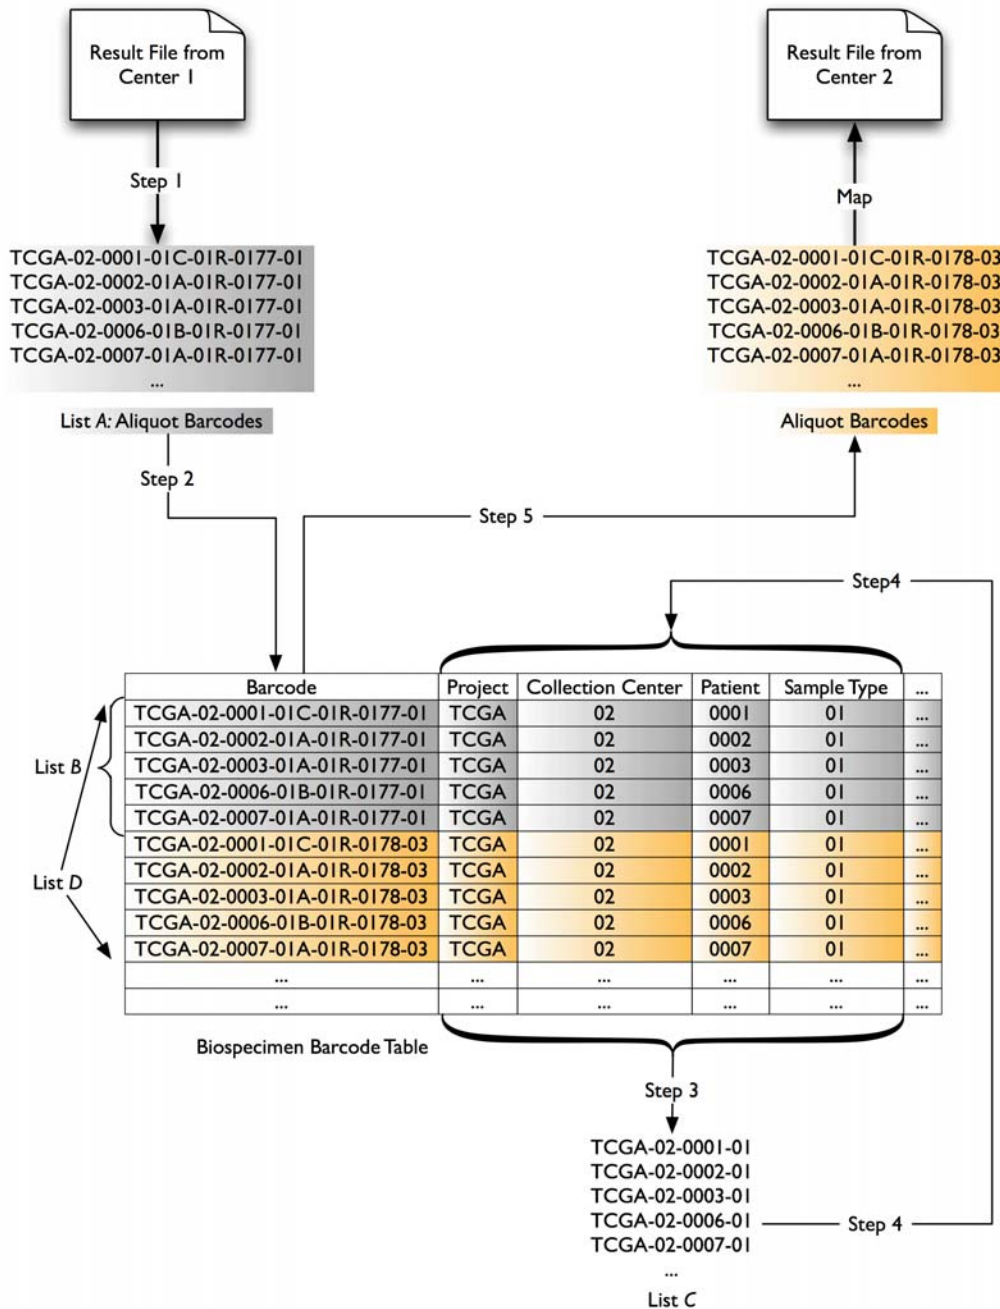 Result File from
Center 1
Result File from
Center 2
Step 1
Map
TCGA-02-0001-01C-01R-0177-01
TCGA-02-0002-01A-01R-0177-01
TCGA-02-0003-01A-01R-0177-01
TCGA-02-0006-01B-01R-0177-01
TCGA-02-0007-01A-01R-0177-01
...
TCGA-02-0001-01C-01R-0178-03
TCGA-02-0002-01A-01R-0178-03
TCGA-02-0003-01A-01R-0178-03
TCGA-02-0006-01B-01R-0178-03
TCGA-02-0007-01A-01R-0178-03
...
List A: Aliquot Barcodes
Aliquot Barcodes
Step 2
Step 5
Step4
Barcode Project Collection Center Patient Sample Type ...
TCGA-02-0001-01C-01R-0177-01 TCGA 02 0001 01 ...
TCGA-02-0002-01A-01R-0177-01 TCGA 02 0002 01 ...
TCGA-02-0003-01A-01R-0177-01 TCGA 02 0003 01 ...
TCGA-02-0006-01B-01R-0177-01 TCGA 02 0006 01 ...
TCGA-02-0007-01A-01R-0177-01 TCGA 02 0007 01 ...
TCGA-02-0001-01C-01R-0178-03 TCGA 02 0001 01 ...
TCGA-02-0002-01A-01R-0178-03 TCGA 02 0002 01 ...
TCGA-02-0003-01A-01R-0178-03 TCGA 02 0003 01 ...
TCGA-02-0006-01B-01R-0178-03 TCGA 02 0006 01 ...
TCGA-02-0007-01A-01R-0178-03 TCGA 02 0007 01 ...
... ... ... ... ... ...
... ... ... ... ... ...
List B
List D
Biospecimen Barcode Table
Step 3
TCGA-02-0001-01
TCGA-02-0002-01
TCGA-02-0003-01
TCGA-02-0006-01
TCGA-02-0007-01
...
Step 4
List C